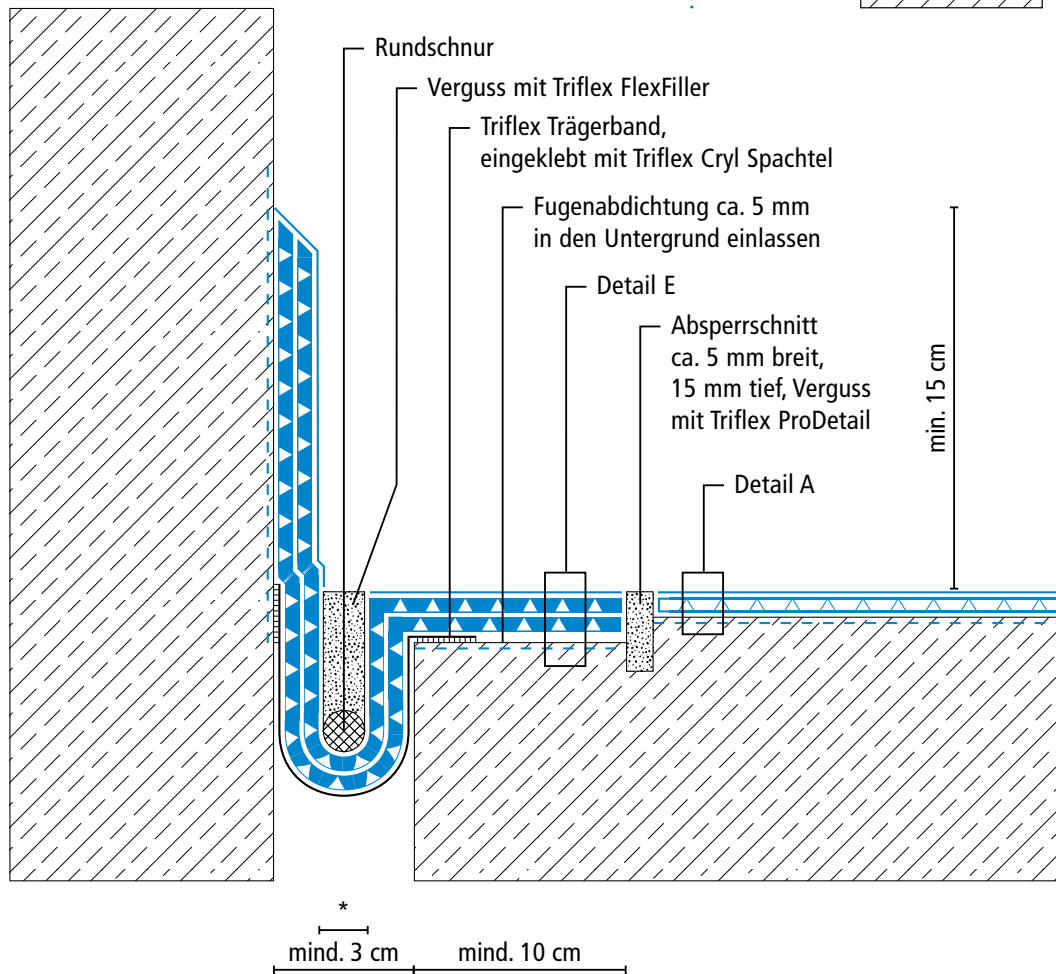 Rundschnur
Verguss mit Triflex FlexFiller
Triflex Trägerband,
eingeklebt mit Triflex Cryl Spachtel
Fugenabdichtung ca. 5 mm
in den Untergrund einlassen
Detail E
Absperrschnitt
ca. 5 mm breit,
15 mm tief, Verguss
mit Triflex ProDetail
min. 15 cm
Detail A
*
mind. 3 cm
mind. 10 cm